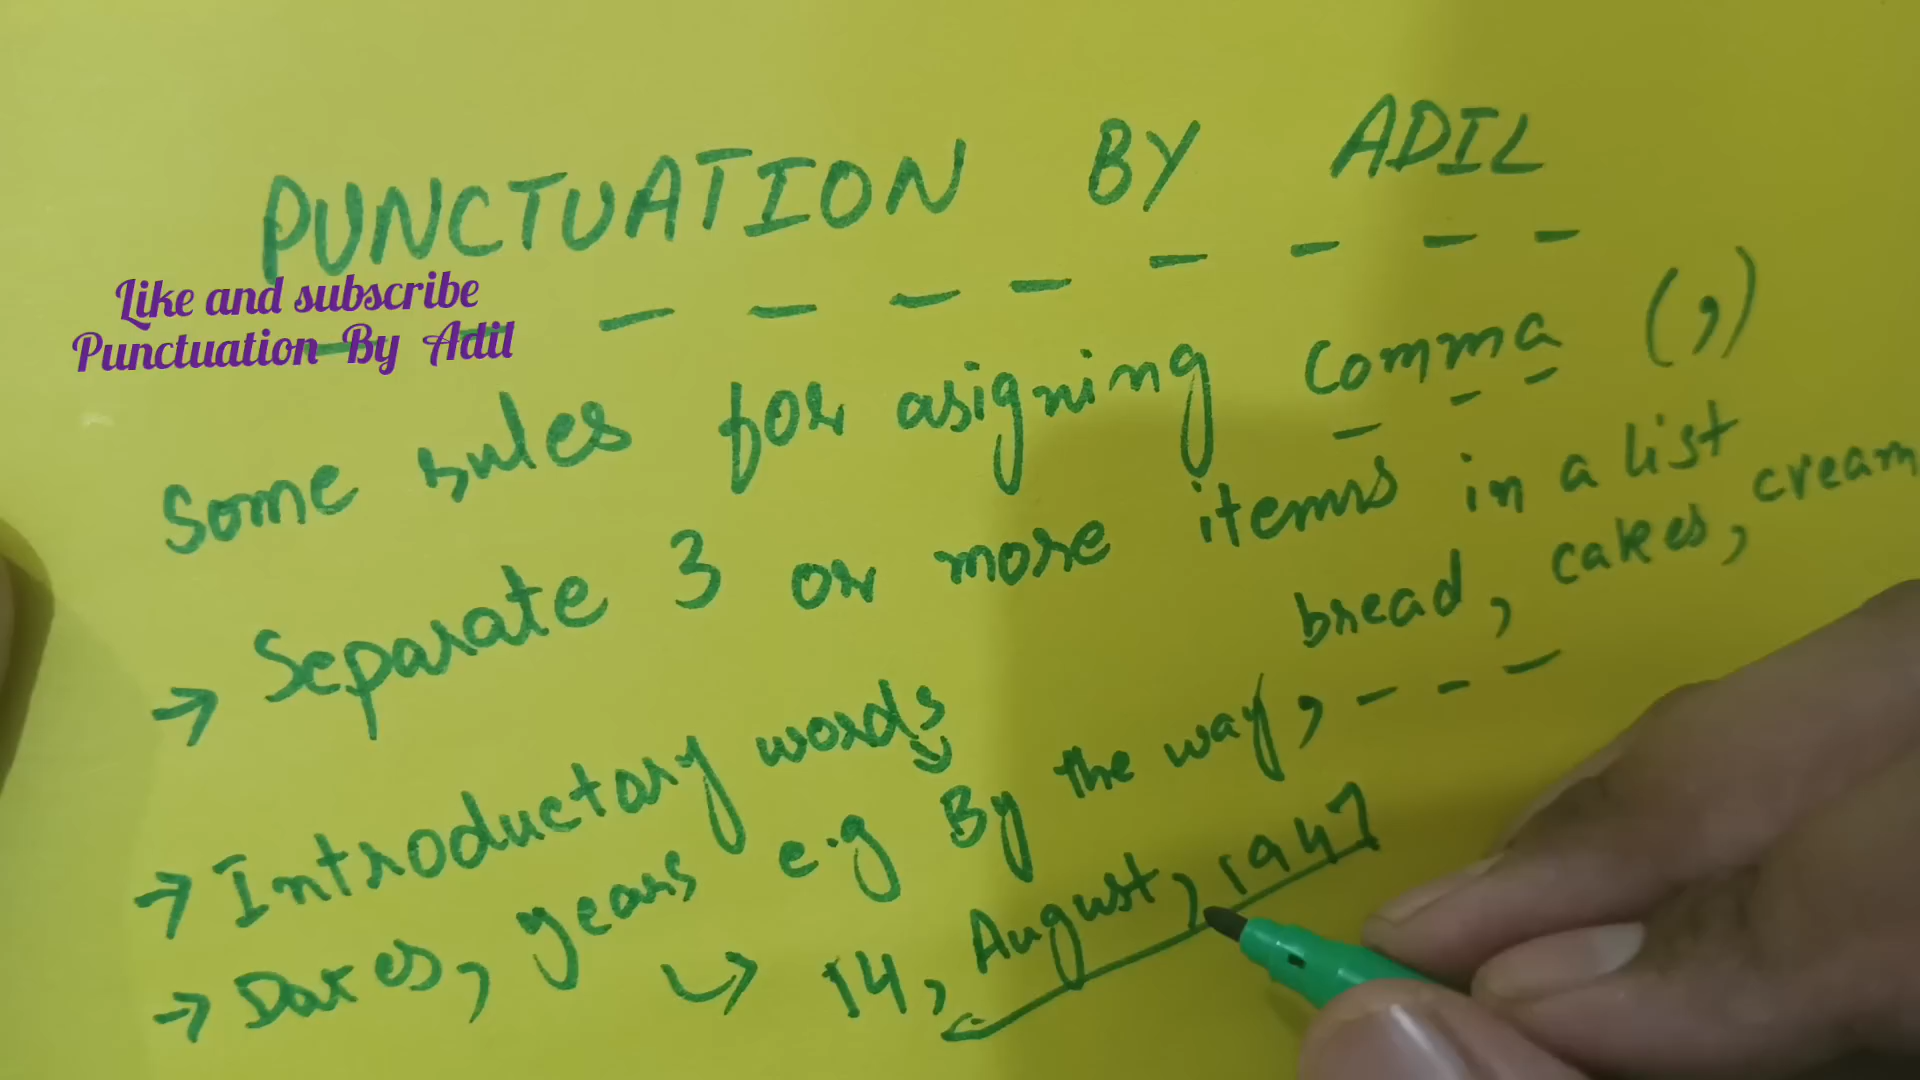 PUNCTUATION BY ADIL
Like and subscribe
Punctuation By Adil
Some rules for asigning comma (,)
→ Separate 3 or more items in a list
bread, cakes, cream
→ Introductory words
e.g By the way, - - -
→ Dates, years
↳ 14, August, 1947